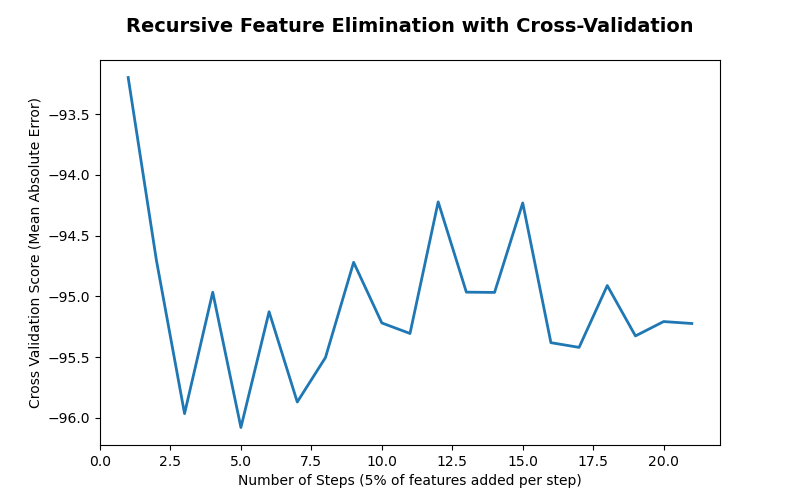 Recursive Feature Elimination with Cross-Validation
−93.5
−94.0
−94.5
−95.0
−95.5
−96.0
Cross Validation Score (Mean Absolute Error)
0.0 2.5 5.0 7.5 10.0 12.5 15.0 17.5 20.0
Number of Steps (5% of features added per step)